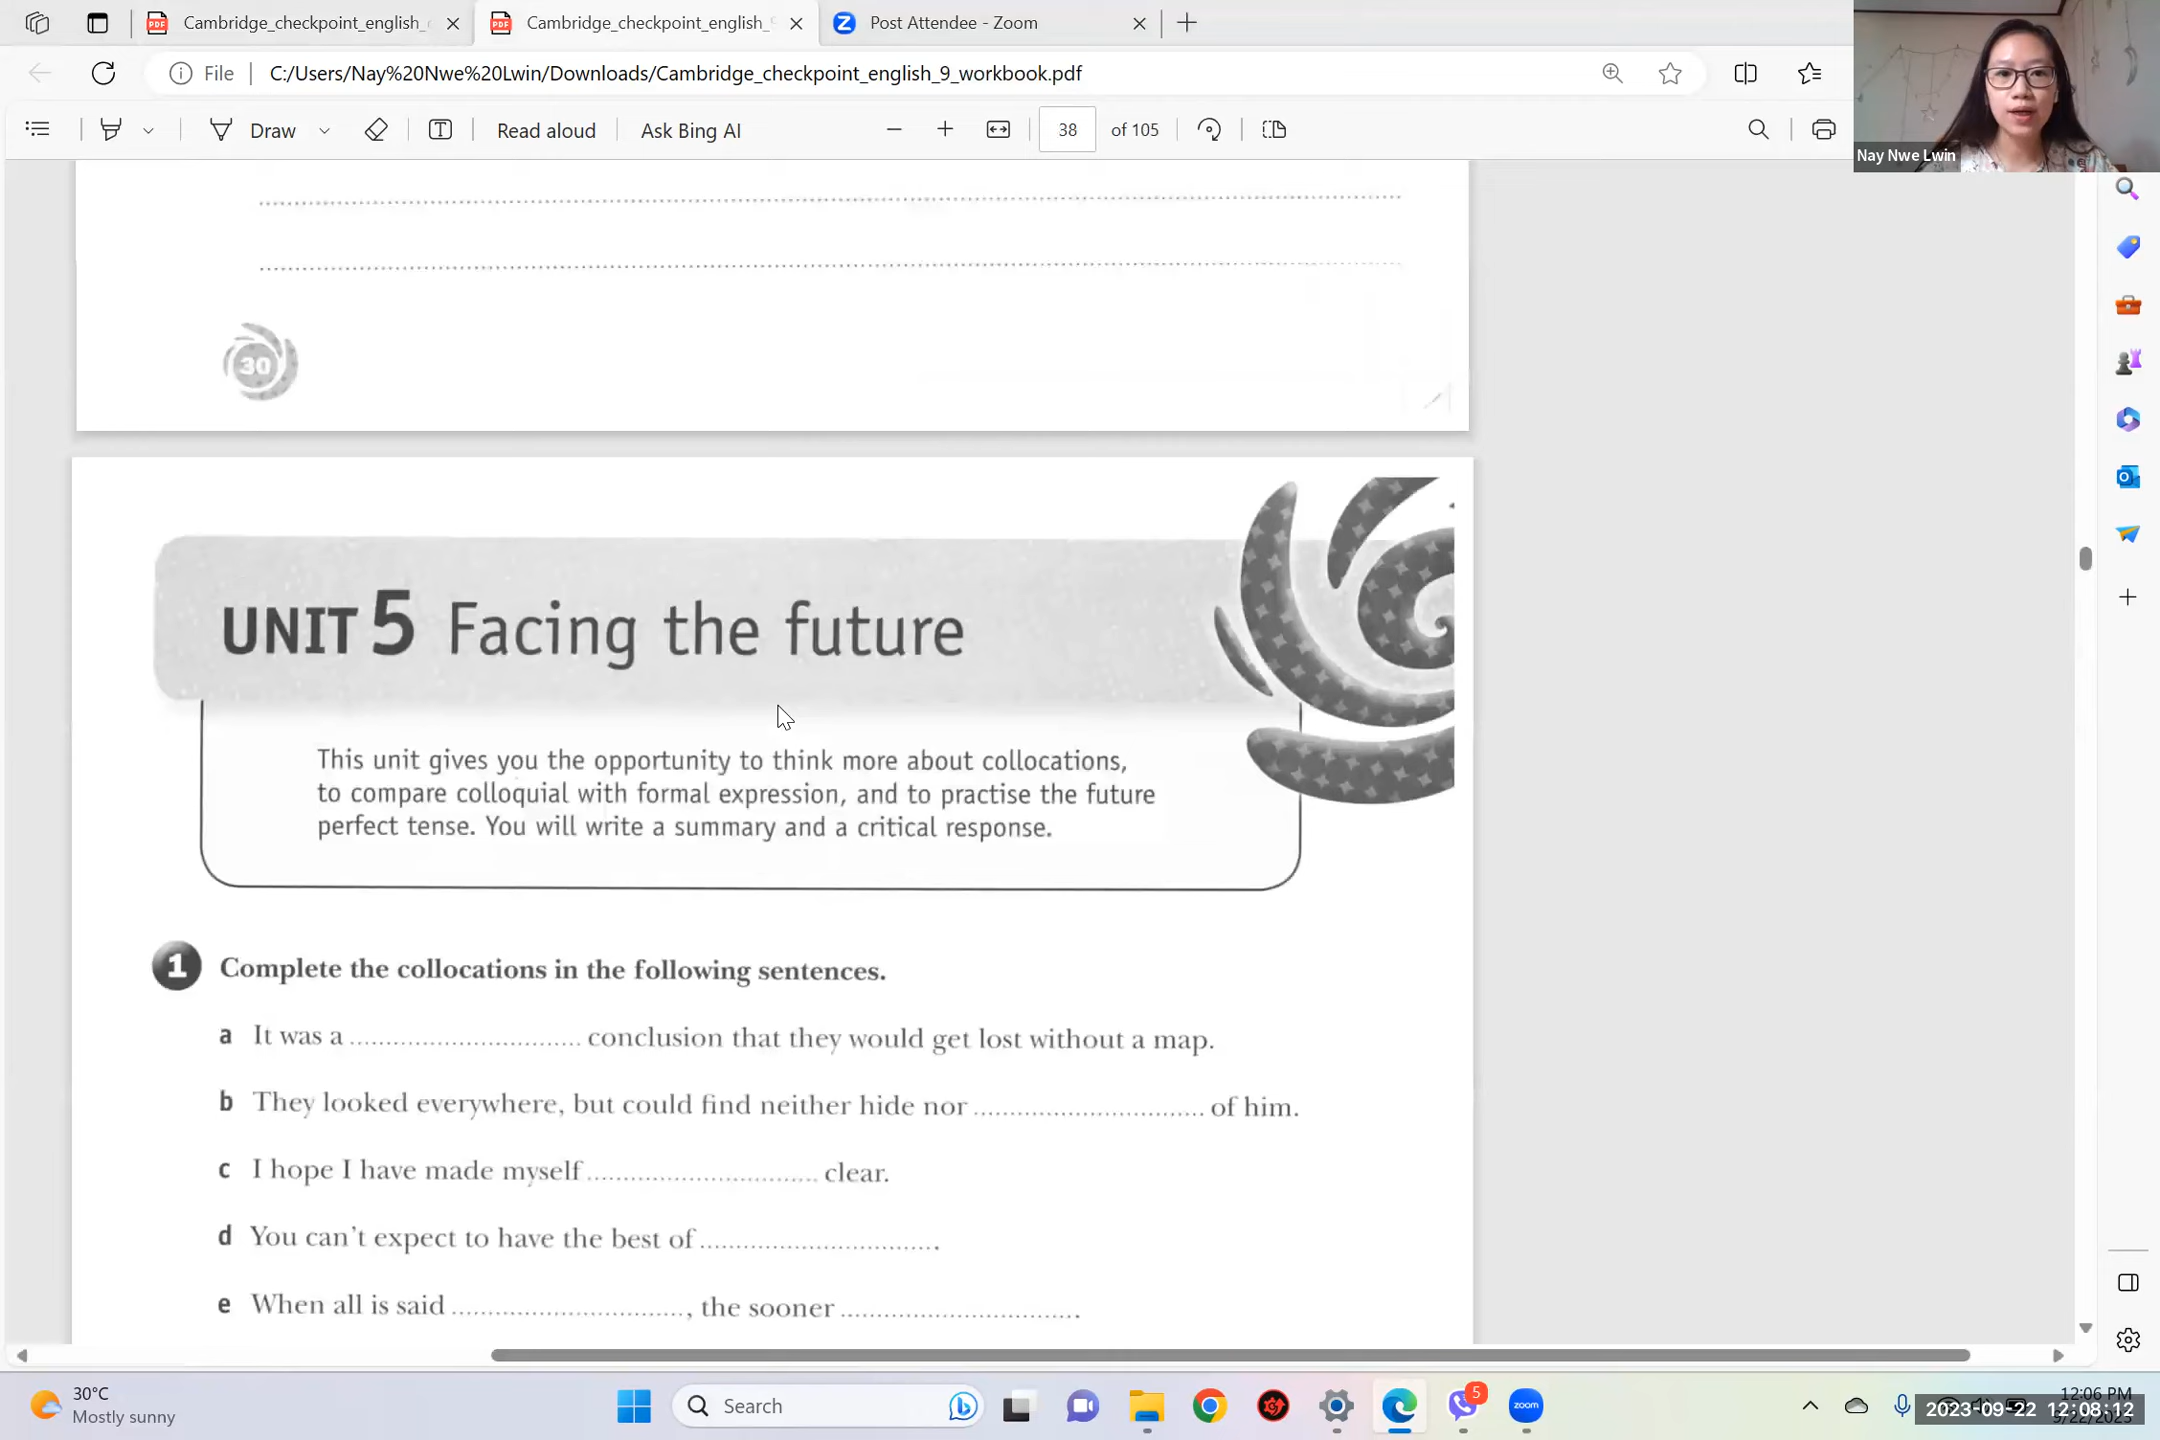 Cambridge_checkpoint_english_
Cambridge_checkpoint_english_9
Post Attendee - Zoom
File
C:/Users/Nay%20Nwe%20Lwin/Downloads/Cambridge_checkpoint_english_9_workbook.pdf
Draw
Read aloud
Ask Bing AI
38
of 105
Nay Nwe Lwin
30
UNIT 5 Facing the future
This unit gives you the opportunity to think more about collocations,
to compare colloquial with formal expression, and to practise the future
perfect tense. You will write a summary and a critical response.
1 Complete the collocations in the following sentences.
a It was a .............................. conclusion that they would get lost without a map.
b They looked everywhere, but could find neither hide nor .............................. of him.
c I hope I have made myself .............................. clear.
d You can't expect to have the best of .............................. .
e When all is said .............................. , the sooner .............................. .
30°C
Mostly sunny
Search
5
zoom
12:06 PM
2023-09-22 12:08:12